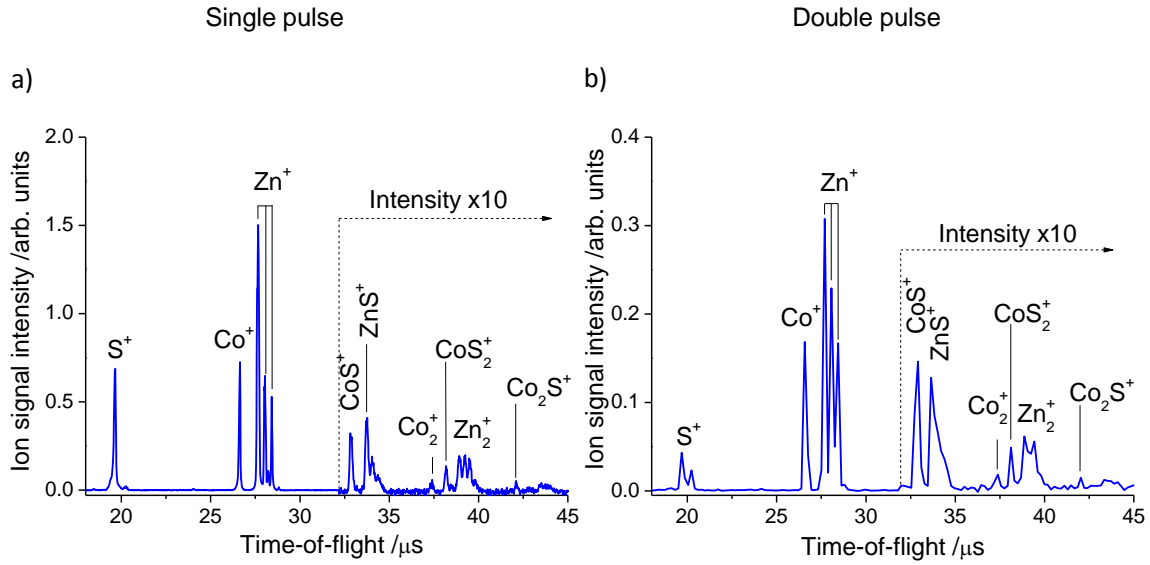 Single pulse
Double pulse
a)
2.0
1.5
1.0
0.5
0.0
Ion signal intensity /arb. units
S⁺
Co⁺
Zn⁺
Intensity x10
CoS⁺
ZnS⁺
Co₂⁺
CoS₂⁺
Zn₂⁺
Co₂S⁺
20 25 30 35 40 45
Time-of-flight /μs
b)
0.4
0.3
0.2
0.1
0.0
Ion signal intensity /arb. units
S⁺
Co⁺
Zn⁺
Intensity x10
CoS⁺
ZnS⁺
Co₂⁺
CoS₂⁺
Zn₂⁺
Co₂S⁺
20 25 30 35 40 45
Time-of-flight /μs